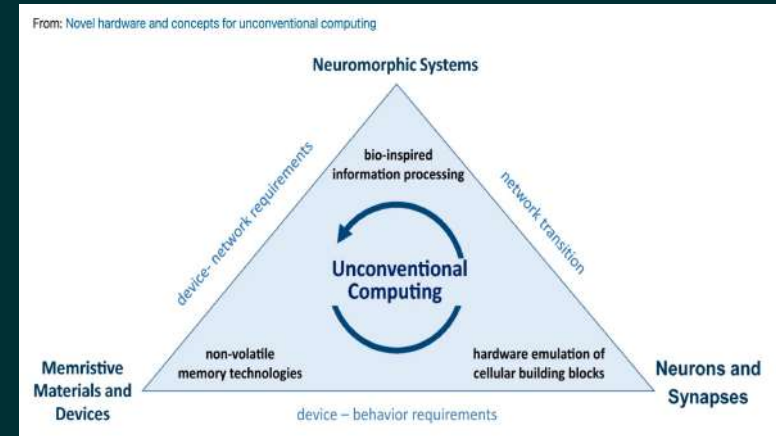 From: Novel hardware and concepts for unconventional computing
Neuromorphic Systems
bio-inspired
information processing
device- network requirements
network transition
Unconventional
Computing
non-volatile
memory technologies
hardware emulation of
cellular building blocks
Memristive
Materials and
Devices
Neurons and
Synapses
device – behavior requirements